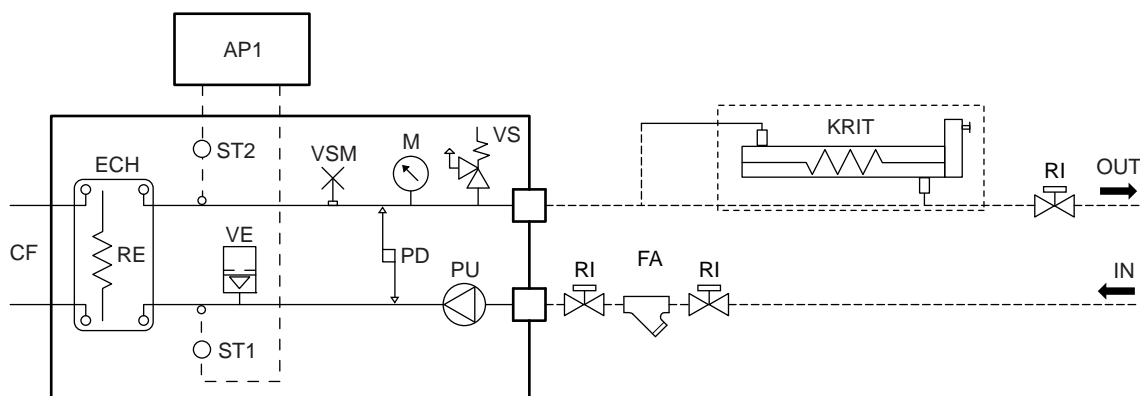 AP1
ST2
ECH
VSM
M
VS
KRIT
RI
OUT
CF
RE
VE
PD
PU
RI
FA
RI
IN
ST1